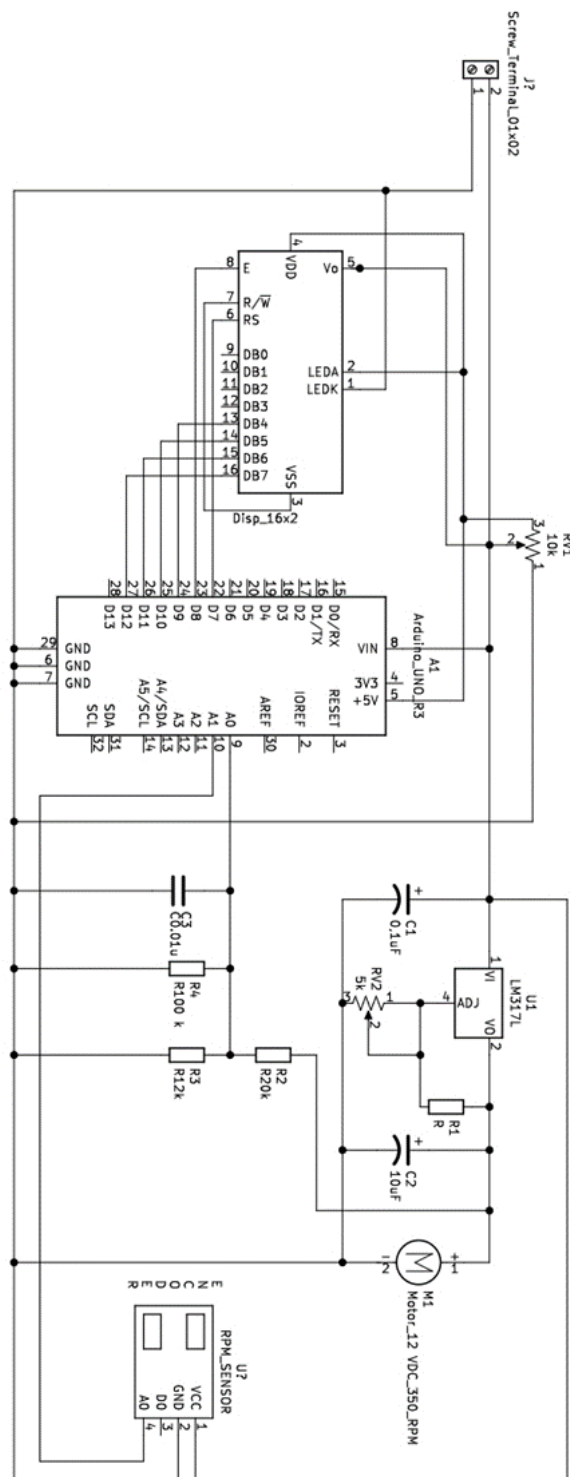 J?
Screw_Terminal_01x02
1
2
4
VDD
8
E
Vo
5
7
R/W
6
RS
9
DB0
10
DB1
LEDA
2
11
DB2
LEDK
1
12
DB3
13
DB4
14
DB5
15
DB6
16
DB7
VSS
3
Disp_16x2
RV1
10k
3
2
1
28
27
26
25
24
23
22
21
20
19
18
17
16
15
D13
D12
D11
D10
D9
D8
D7
D6
D5
D4
D3
D2
D1/TX
D0/RX
A1
Arduino_UNO_R3
29
GND
6
GND
7
GND
VIN
8
3V3
4
+5V
5
SCL
SDA
A5/SCL
A4/SDA
A3
A2
A1
A0
AREF
IOREF
RESET
32
31
14
13
12
11
10
9
30
2
3
C3
C0.01u
C1
0.1uF
+
R4
R100 k
RV2
5k
3
1
2
U1
LM317L
1
VI
4
ADJ
VO
2
R3
R12k
R2
R20k
R1
R
C2
10uF
+
M1
Motor_12 VDC_350_RPM
M
-
2
+
1
ENCODER
U?
RPM_SENSOR
VCC
GND
DO
AO
1
2
3
4